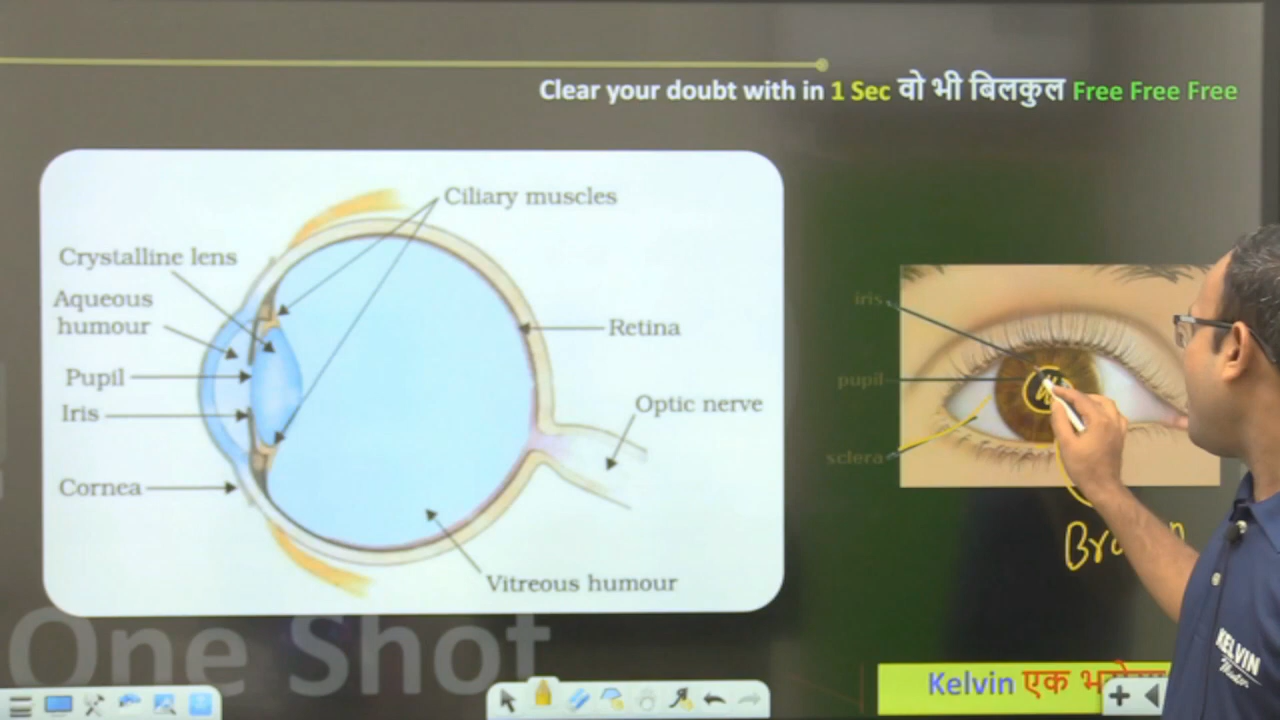 Clear your doubt with in 1 Sec वो भी बिलकुल Free Free Free
Ciliary muscles
Crystalline lens
Aqueous
humour
Pupil
Iris
Cornea
Retina
Optic nerve
Vitreous humour
iris
pupil
sclera
One Shot
Kelvin एक
KELVIN